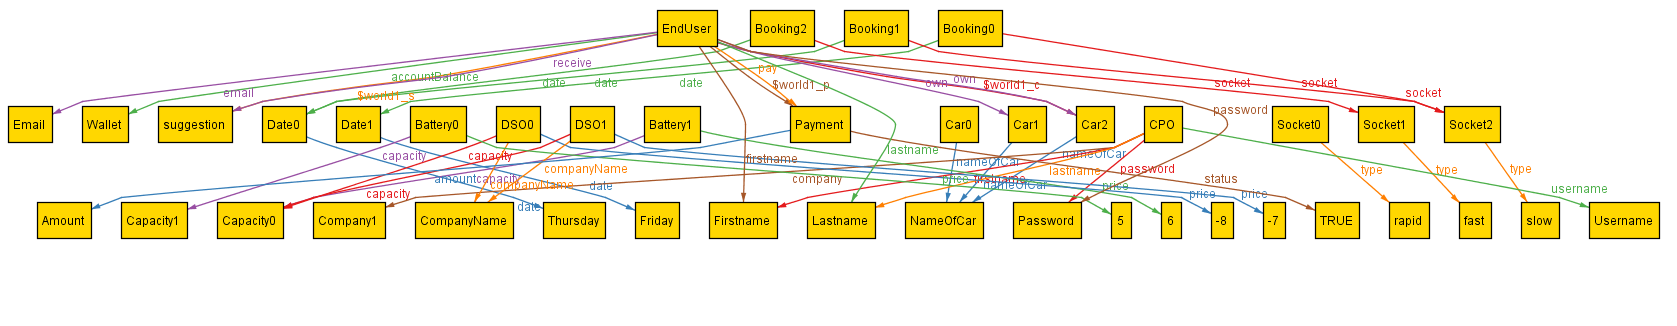 EndUser Booking2 Booking1 Booking0
receive
pay
accountBalance date date date own own socket socket socket
email $world1_s $world1_p $world1_c
password
Email Wallet suggestion Date0 Date1 Battery0 DSO0 DSO1 Battery1 Payment Car0 Car1 Car2 CPO Socket0 Socket1 Socket2
capacity capacity firstname lastname nameOfCar nameOfCar
companyName password type type type
amount capacity companyName date company price firstname nameOfCar lastname price status username
capacity date price price
Amount Capacity1 Capacity0 Company1 CompanyName Thursday Friday Firstname Lastname NameOfCar Password 5 6 -8 -7 TRUE rapid fast slow Username